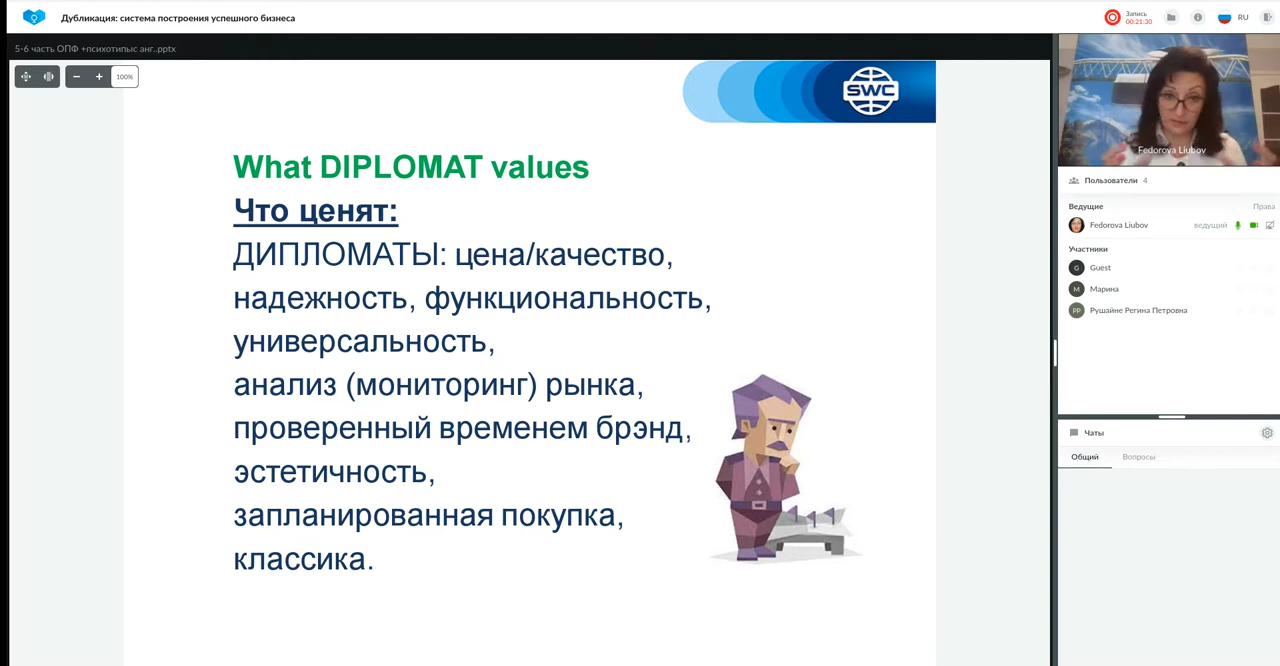 Дубликация: система построения успешного бизнеса
Запись
00:21:30
RU
5-6 часть ОПФ +психотипыс анг..pptx
100%
SWC
What DIPLOMAT values
Что ценят:
ДИПЛОМАТЫ: цена/качество,
надежность, функциональность,
универсальность,
анализ (мониторинг) рынка,
проверенный временем брэнд,
эстетичность,
запланированная покупка,
классика.
Fedorova Liubov
Пользователи 4
Ведущие Права
Fedorova Liubov ведущий
Участники
G Guest
М Марина
РР Рушайне Регина Петровна
Чаты
Общий Вопросы